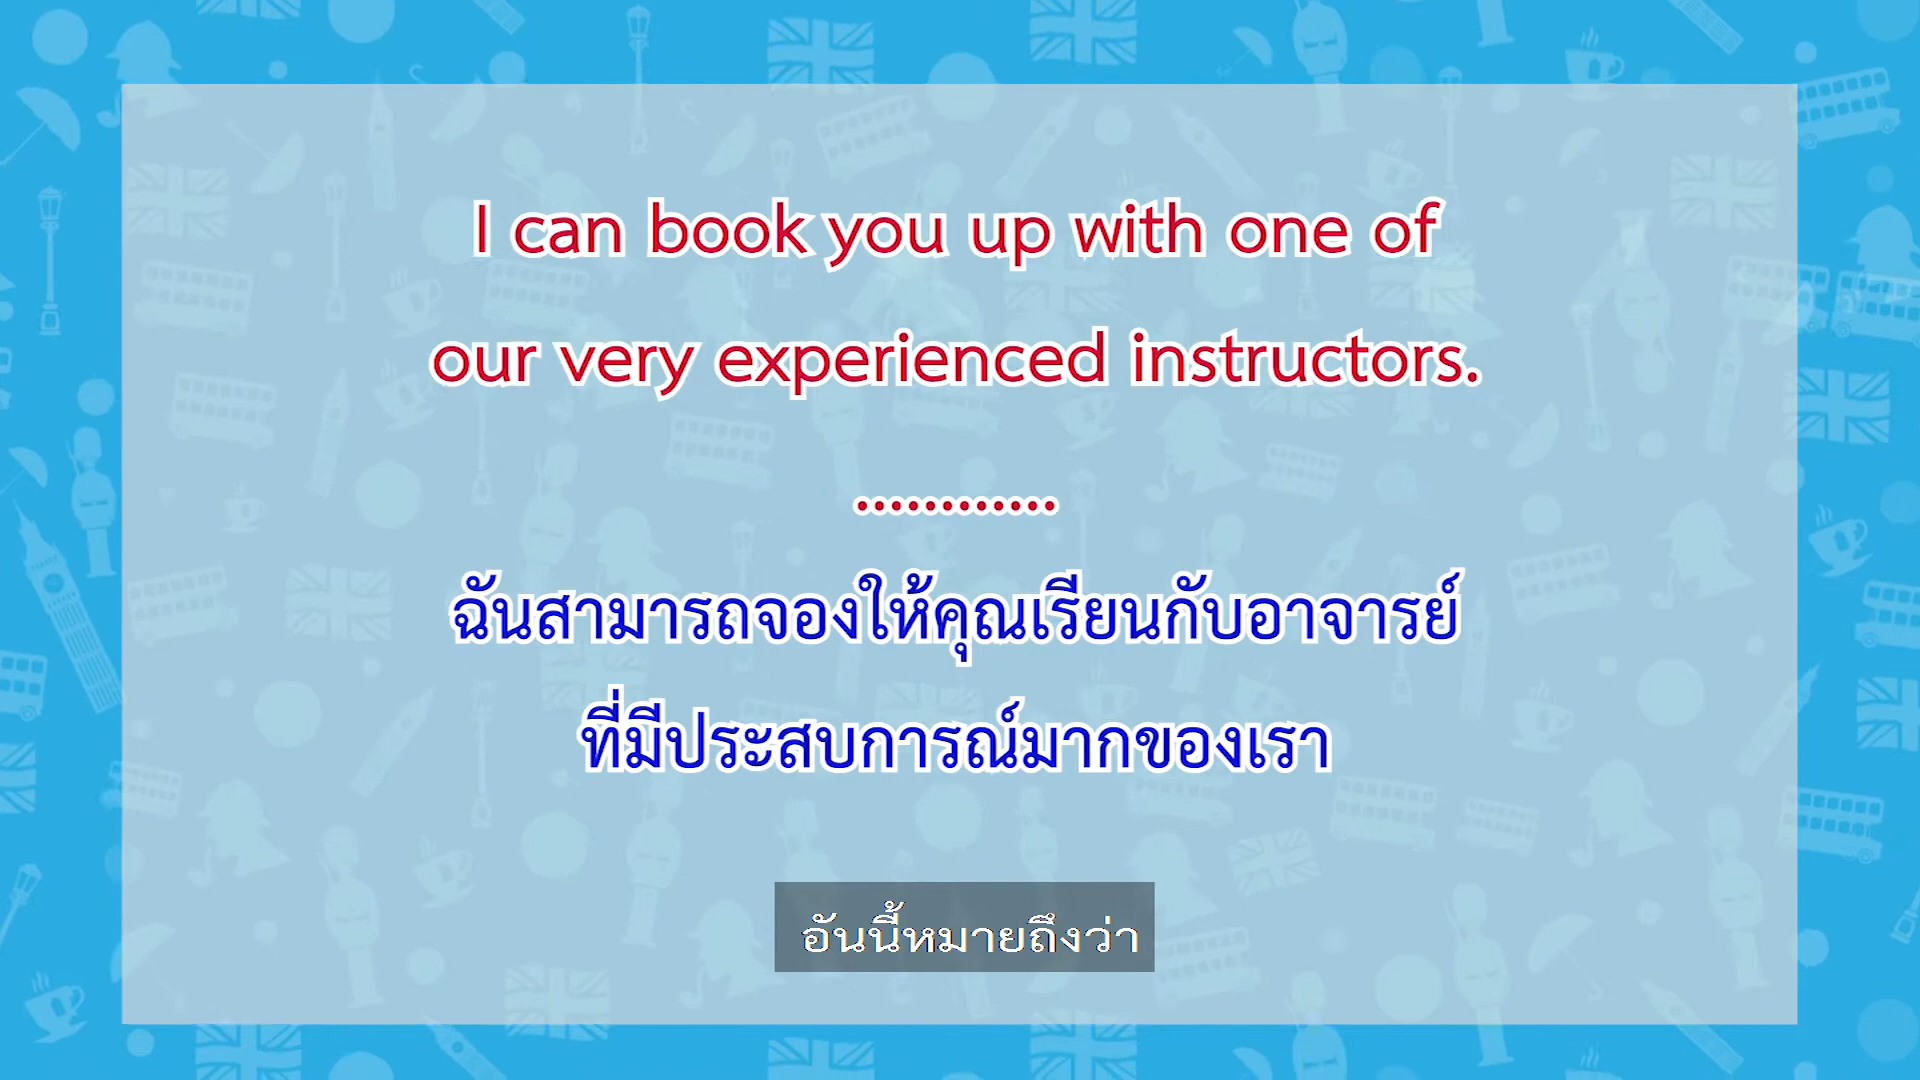 I can book you up with one of
our very experienced instructors.
............
ฉันสามารถจองให้คุณเรียนกับอาจารย์
ที่มีประสบการณ์มากของเรา
อันนี้หมายถึงว่า